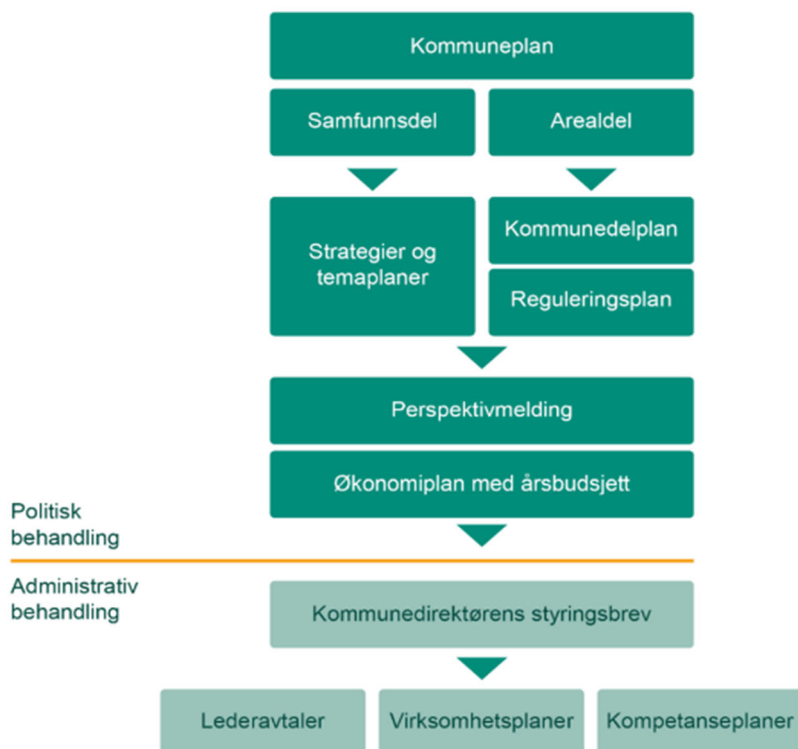 Kommuneplan
Samfunnsdel
Arealdel
Strategier og
temaplaner
Kommunedelplan
Reguleringsplan
Perspektivmelding
Økonomiplan med årsbudsjett
Politisk
behandling
Administrativ
behandling
Kommunedirektørens styringsbrev
Lederavtaler
Virksomhetsplaner
Kompetanseplaner